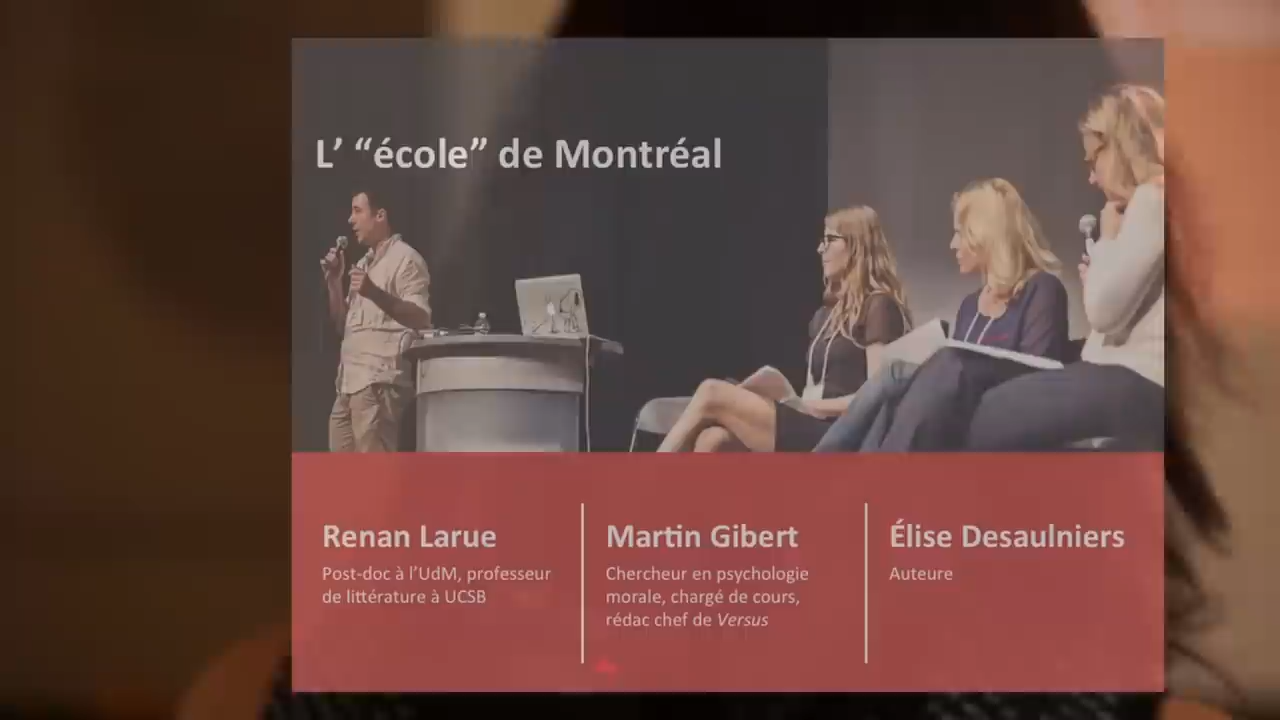 L’ “école” de Montréal
Renan Larue
Post-doc à l’UdM, professeur
de littérature à UCSB
Martin Gibert
Chercheur en psychologie
morale, chargé de cours,
rédac chef de Versus
Élise Desaulniers
Auteure